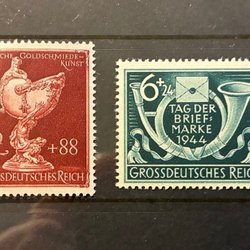 GOLDSCHMIEDE-
KUNST
+88
GROSSDEUTSCHES REICH
6+24
TAG DER
BRIEF-
MARKE
1944
GROSSDEUTSCHES REICH